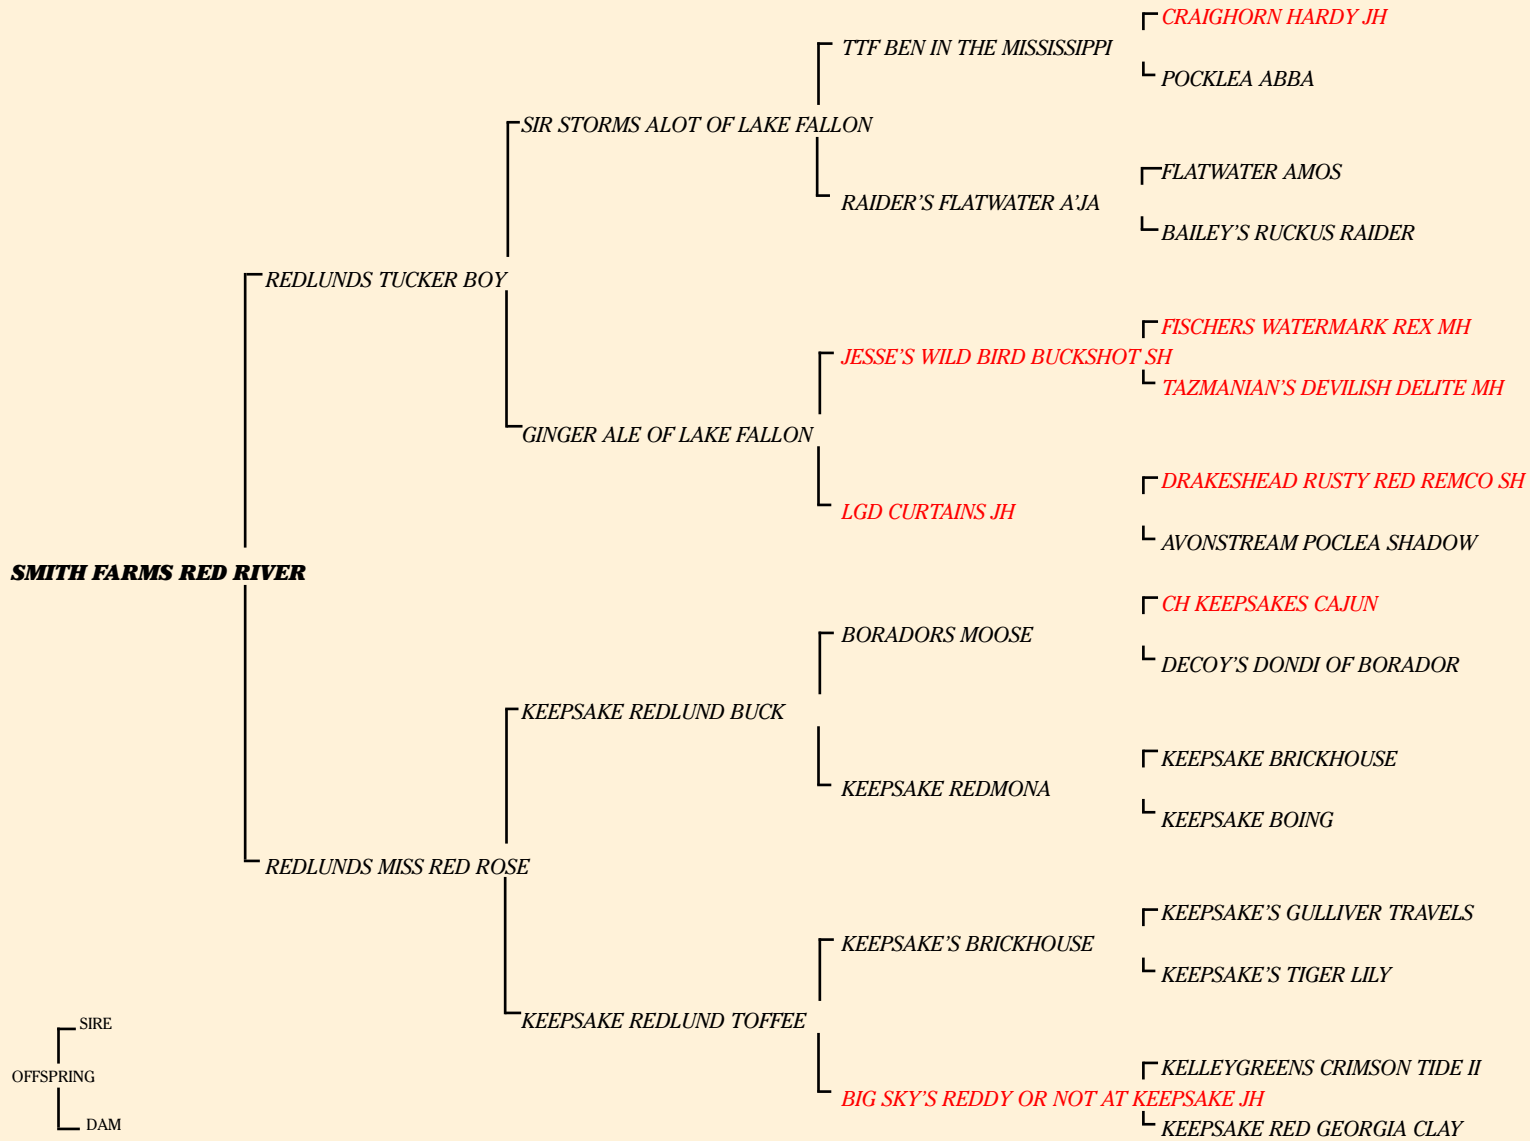 CRAIGHORN HARDY JH
TTF BEN IN THE MISSISSIPPI
POCKLEA ABBA
SIR STORMS ALOT OF LAKE FALLON
FLATWATER AMOS
RAIDER'S FLATWATER A'JA
BAILEY'S RUCKUS RAIDER
REDLUNDS TUCKER BOY
FISCHERS WATERMARK REX MH
JESSE'S WILD BIRD BUCKSHOT SH
TAZMANIAN'S DEVILISH DELITE MH
GINGER ALE OF LAKE FALLON
DRAKESHEAD RUSTY RED REMCO SH
LGD CURTAINS JH
AVONSTREAM POCLEA SHADOW
SMITH FARMS RED RIVER
CH KEEPSAKES CAJUN
BORADORS MOOSE
DECOY'S DONDI OF BORADOR
KEEPSAKE REDLUND BUCK
KEEPSAKE BRICKHOUSE
KEEPSAKE REDMONA
KEEPSAKE BOING
REDLUNDS MISS RED ROSE
KEEPSAKE'S GULLIVER TRAVELS
KEEPSAKE'S BRICKHOUSE
KEEPSAKE'S TIGER LILY
KEEPSAKE REDLUND TOFFEE
KELLEYGREENS CRIMSON TIDE II
BIG SKY'S REDDY OR NOT AT KEEPSAKE JH
KEEPSAKE RED GEORGIA CLAY
SIRE
OFFSPRING
DAM